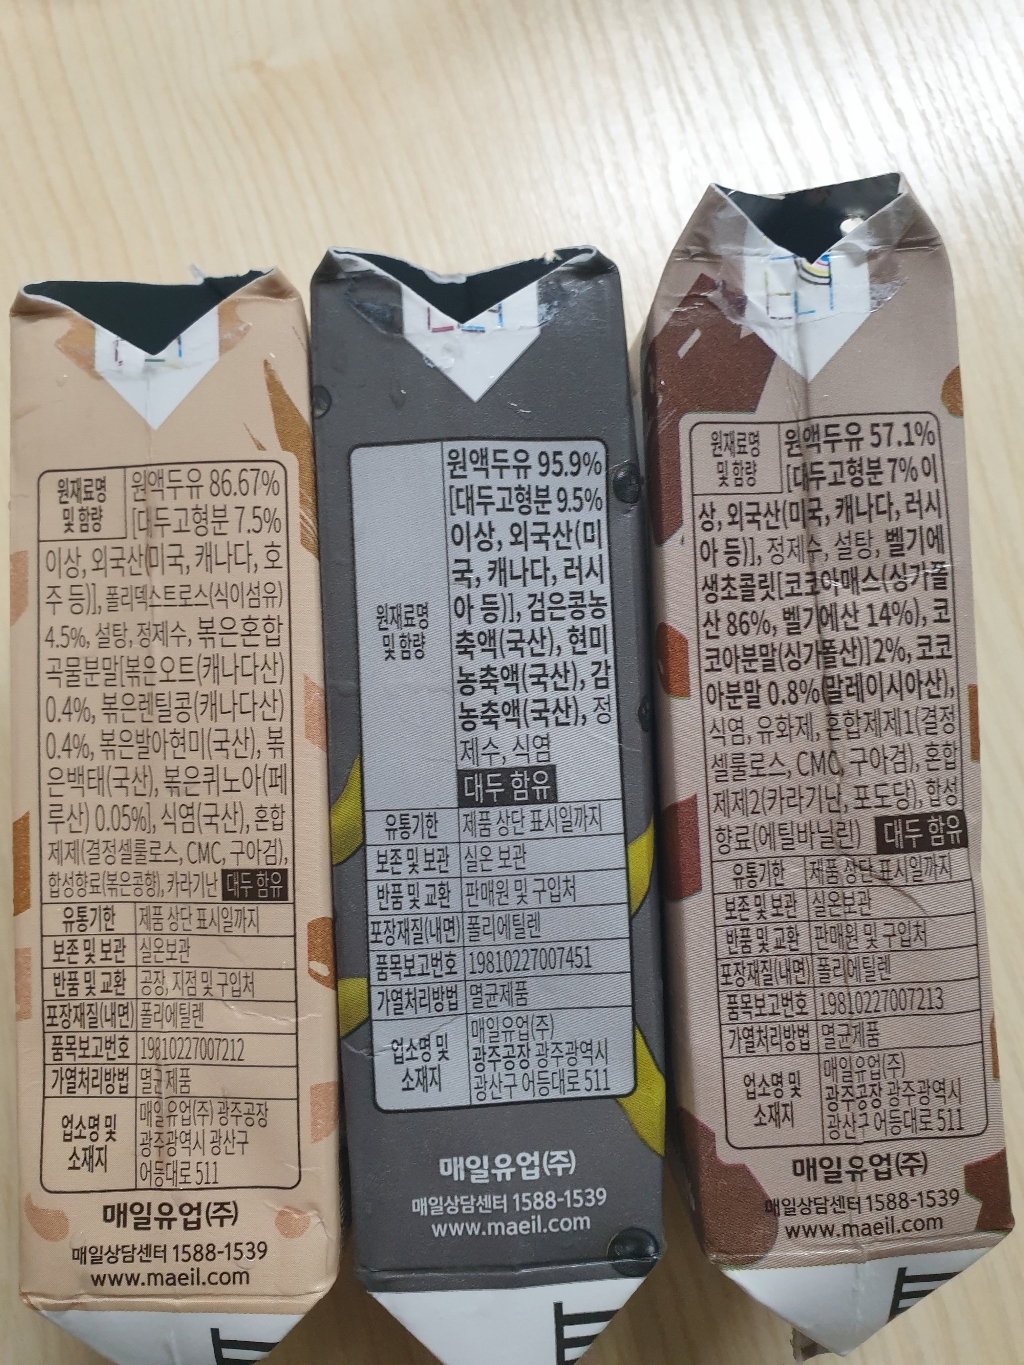 원재료명
및 함량
원액두유 86.67%
[대두고형분 7.5%
이상, 외국산(미국, 캐나다, 호
주 등)], 폴리덱스트로스(식이섬유)
4.5%, 설탕, 정제수, 볶은혼합
곡물분말[볶은오트(캐나다산)
0.4%, 볶은렌틸콩(캐나다산)
0.4%, 볶은발아현미(국산), 볶
은백태(국산), 볶은퀴노아(페
루산) 0.05%], 식염(국산), 혼합
제제(결정셀룰로스, CMC, 구아검),
합성향료(볶은콩향), 카라기난 대두 함유
유통기한 제품 상단 표시일까지
보존 및 보관 실온보관
반품 및 교환 공장, 지점 및 구입처
포장재질(내면) 폴리에틸렌
품목보고번호 19810227007212
가열처리방법 멸균제품
업소명 및
소재지
매일유업(주) 광주공장
광주광역시 광산구
어등대로 511
매일유업(주)
매일상담센터 1588-1539
www.maeil.com
원재료명
및 함량
원액두유 95.9%
[대두고형분 9.5%
이상, 외국산(미
국, 캐나다, 러시
아 등)], 검은콩농
축액(국산), 현미
농축액(국산), 감
농축액(국산), 정
제수, 식염
대두 함유
유통기한 제품 상단 표시일까지
보존 및 보관 실온 보관
반품 및 교환 판매원 및 구입처
포장재질(내면) 폴리에틸렌
품목보고번호 19810227007451
가열처리방법 멸균제품
업소명 및
소재지
매일유업(주)
광주공장 광주광역시
광산구 어등대로 511
매일유업(주)
매일상담센터 1588-1539
www.maeil.com
원재료명
및 함량
원액두유 57.1%
[대두고형분 7% 이
상, 외국산(미국, 캐나다, 러시
아 등)], 정제수, 설탕, 벨기에
생초콜릿[코코아매스(싱가폴
산 86%, 벨기에산 14%), 코
코아분말(싱가폴산)] 2%, 코코
아분말 0.8%(말레이시아산),
식염, 유화제, 혼합제제1(결정
셀룰로스, CMC, 구아검), 혼합
제제2(카라기난, 포도당), 합성
향료(에틸바닐린) 대두 함유
유통기한 제품 상단 표시일까지
보존 및 보관 실온보관
반품 및 교환 판매원 및 구입처
포장재질(내면) 폴리에틸렌
품목보고번호 19810227007213
가열처리방법 멸균제품
업소명 및
소재지
매일유업(주)
광주공장 광주광역시
광산구 어등대로 511
매일유업(주)
매일상담센터 1588-1539
www.maeil.com